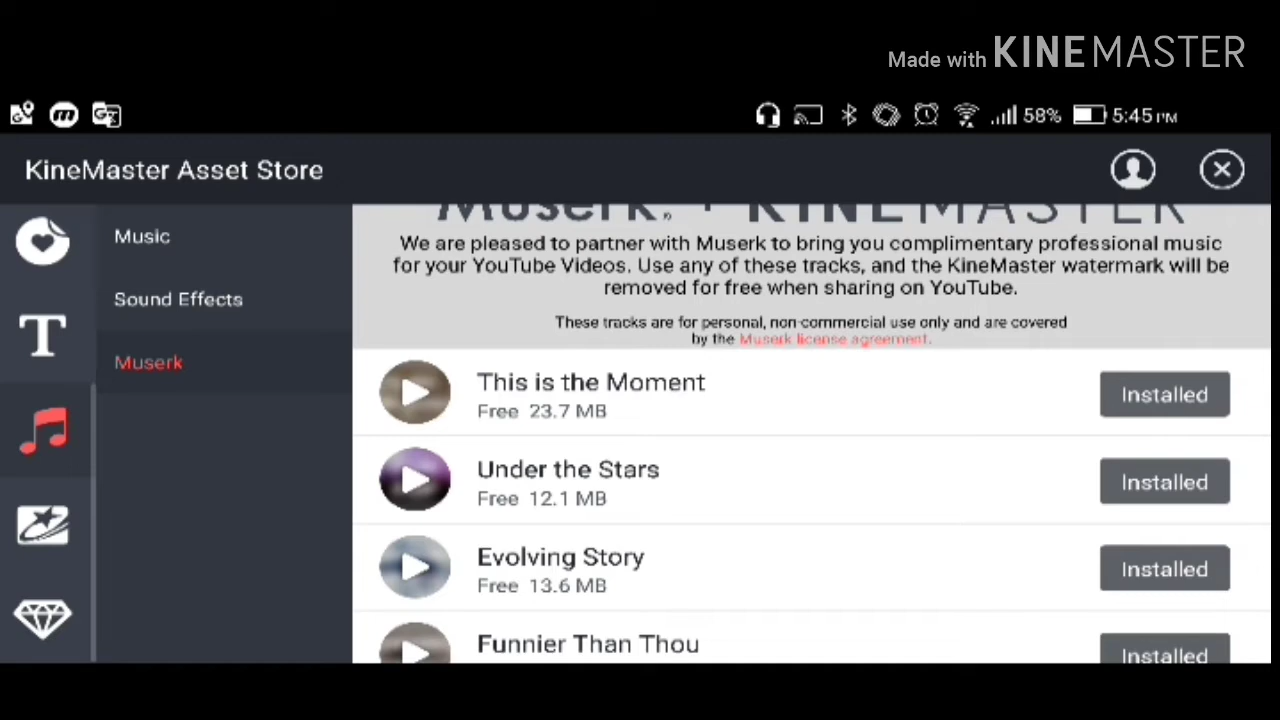 Made with KINEMASTER
58% 5:45 PM
KineMaster Asset Store
Music
Sound Effects
Muserk
Muserk. + KINEMASTER
We are pleased to partner with Muserk to bring you complimentary professional music
for your YouTube Videos. Use any of these tracks, and the KineMaster watermark will be
removed for free when sharing on YouTube.
These tracks are for personal, non-commercial use only and are covered
by the Muserk license agreement.
This is the Moment
Free 23.7 MB
Installed
Under the Stars
Free 12.1 MB
Installed
Evolving Story
Free 13.6 MB
Installed
Funnier Than Thou
Installed